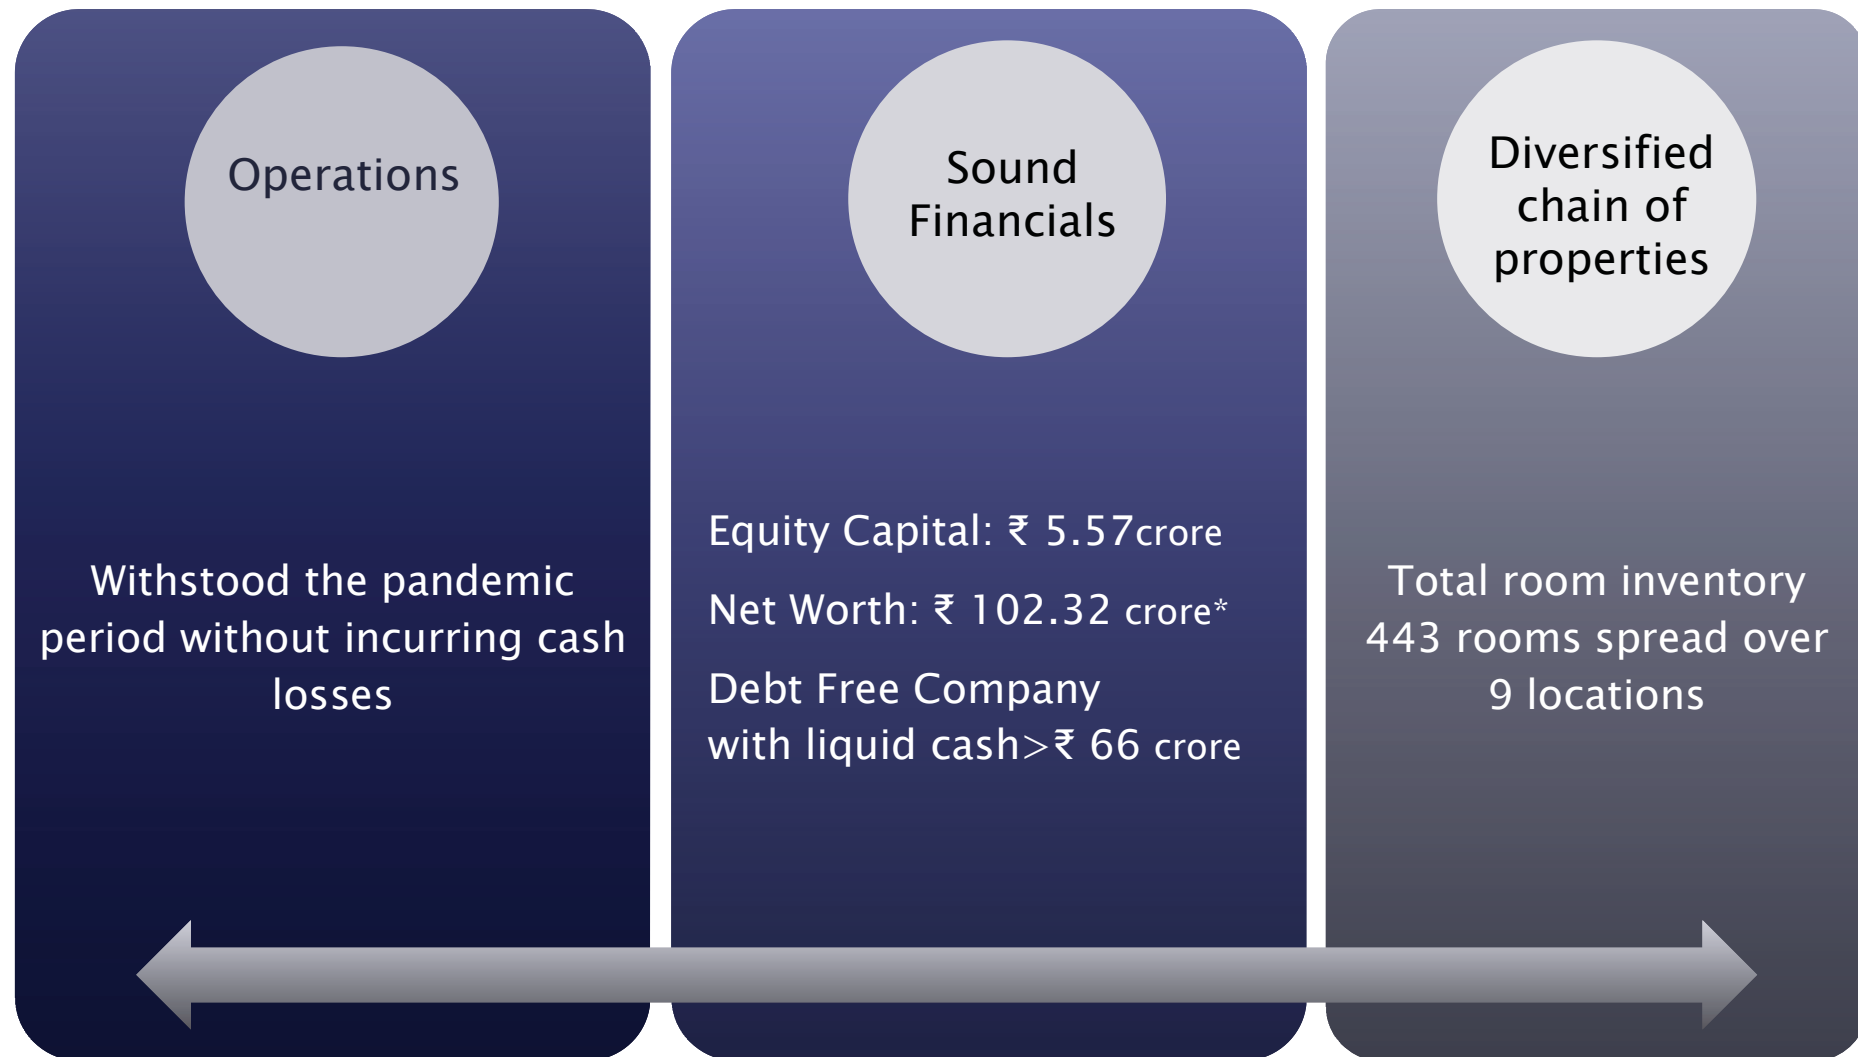 Operations
Withstood the pandemic
period without incurring cash
losses
Sound
Financials
Equity Capital: ₹ 5.57crore
Net Worth: ₹ 102.32 crore*
Debt Free Company
with liquid cash>₹ 66 crore
Diversified
chain of
properties
Total room inventory
443 rooms spread over
9 locations